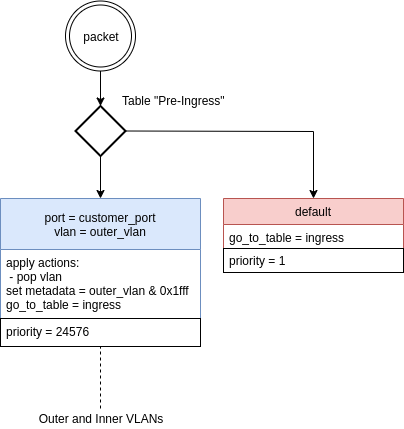 packet
Table "Pre-Ingress"
port = customer_port
vlan = outer_vlan
apply actions:
- pop vlan
set metadata = outer_vlan & 0x1fff
go_to_table = ingress
priority = 24576
default
go_to_table = ingress
priority = 1
Outer and Inner VLANs